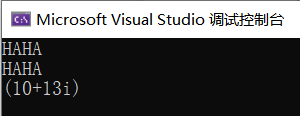 Microsoft Visual Studio 调试控制台
HAHA
HAHA
(10+13i)